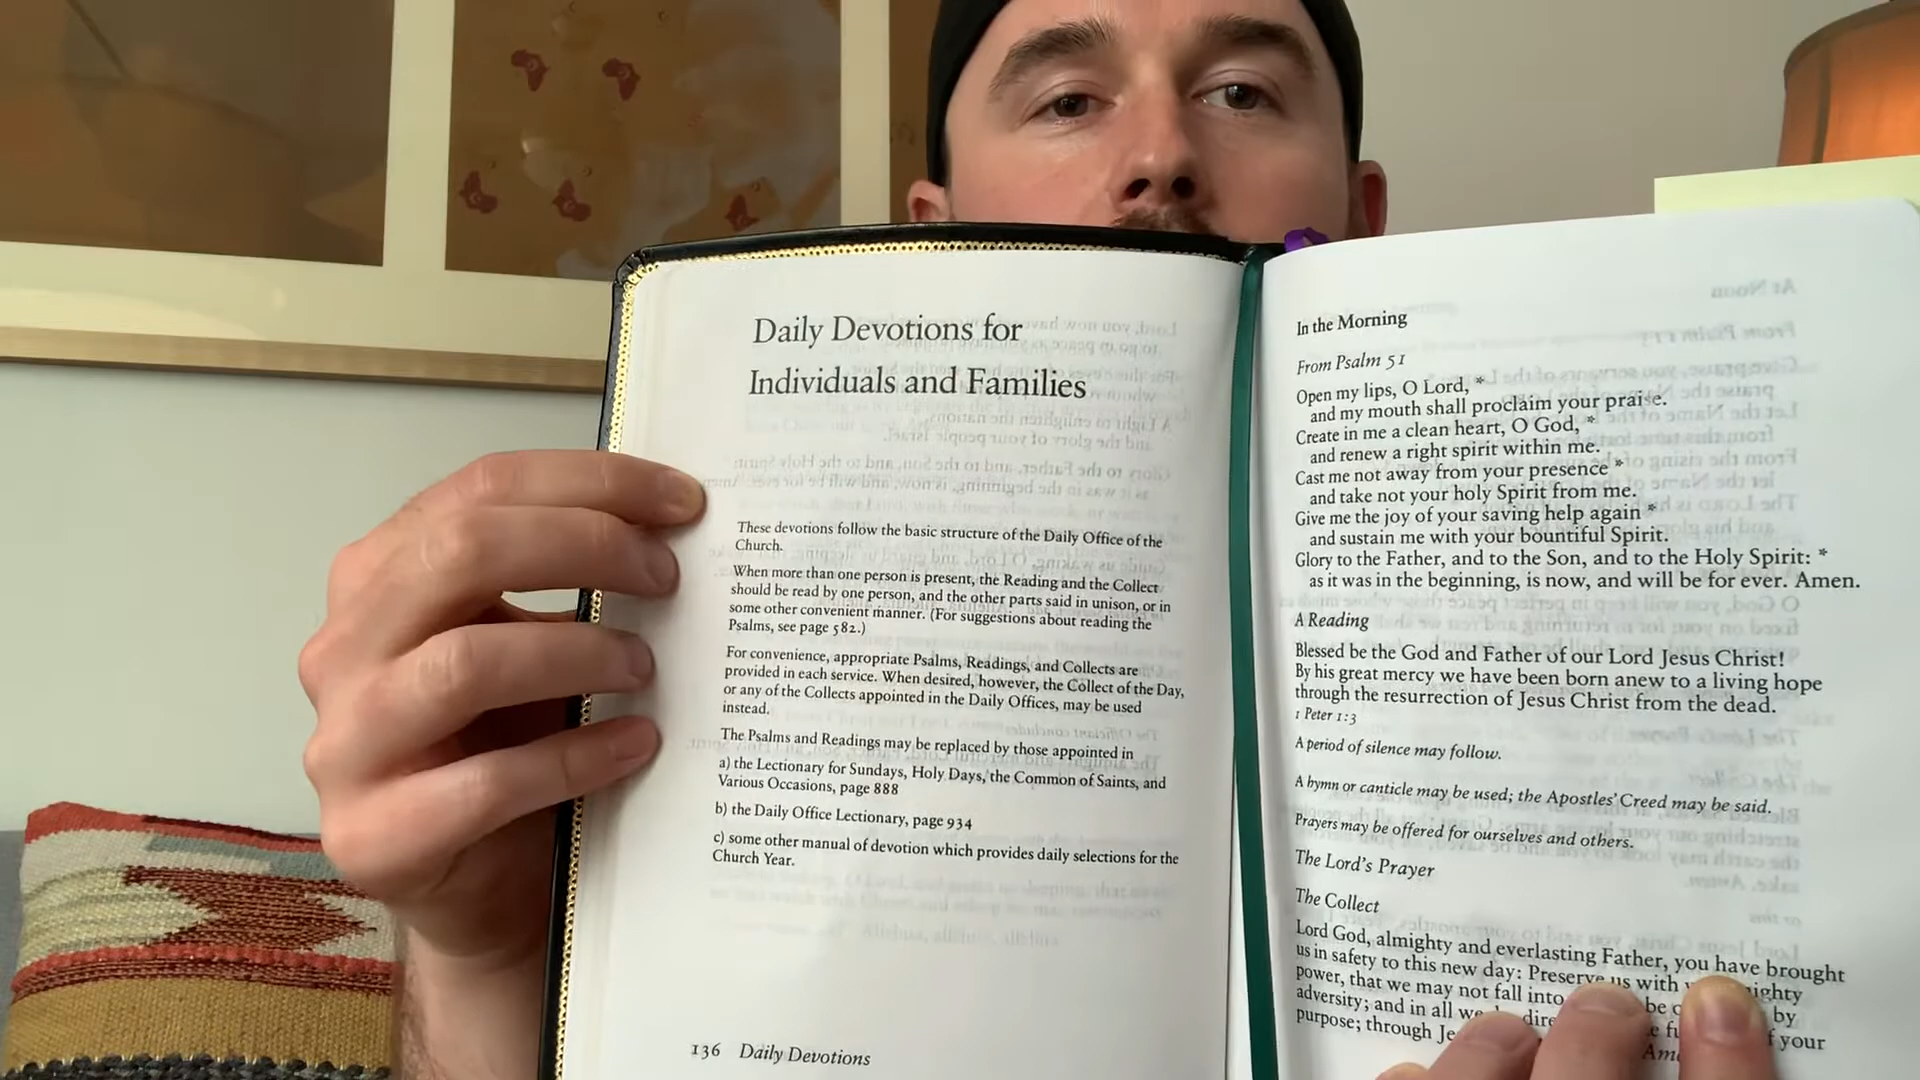 Daily Devotions for
Individuals and Families
These devotions follow the basic structure of the Daily Office of the
Church.
When more than one person is present, the Reading and the Collect
should be read by one person, and the other parts said in unison, or in
some other convenient manner. (For suggestions about reading the
Psalms, see page 582.)
For convenience, appropriate Psalms, Readings, and Collects are
provided in each service. When desired, however, the Collect of the Day,
or any of the Collects appointed in the Daily Offices, may be used
instead.
The Psalms and Readings may be replaced by those appointed in
a) the Lectionary for Sundays, Holy Days, the Common of Saints, and
Various Occasions, page 888
b) the Daily Office Lectionary, page 934
c) some other manual of devotion which provides daily selections for the
Church Year.
136 Daily Devotions
In the Morning
From Psalm 51
Open my lips, O Lord, *
and my mouth shall proclaim your praise.
Create in me a clean heart, O God, *
and renew a right spirit within me.
Cast me not away from your presence *
and take not your holy Spirit from me.
Give me the joy of your saving help again *
and sustain me with your bountiful Spirit.
Glory to the Father, and to the Son, and to the Holy Spirit: *
as it was in the beginning, is now, and will be for ever. Amen.
A Reading
Blessed be the God and Father of our Lord Jesus Christ!
By his great mercy we have been born anew to a living hope
through the resurrection of Jesus Christ from the dead.
1 Peter 1:3
A period of silence may follow.
A hymn or canticle may be used; the Apostles' Creed may be said.
Prayers may be offered for ourselves and others.
The Lord's Prayer
The Collect
Lord God, almighty and everlasting Father, you have brought
us in safety to this new day: Preserve us with
power, that we may not fall into be by
adversity; and in all we
purpose; through your